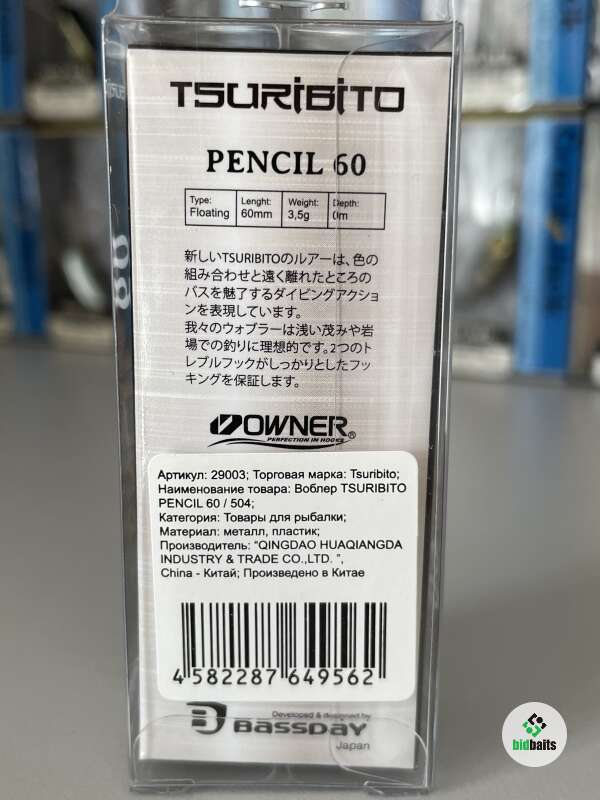 TSURIBITO
PENCIL 60
Type: Lenght: Weight: Depth:
Floating 60mm 3,5g 0m
新しいTSURIBITOのルアーは、色の
組み合わせと遠く離れたところの
バスを魅了するダイビングアクショ
ンを表現しています。
我々のウォブラーは浅い茂みや岩
場での釣りに理想的です。2つのト
レブルフックがしっかりとしたフッ
キングを保証します。
OWNER®
PERFECTION IN HOOKS
Артикул: 29003; Торговая марка: Tsuribito;
Наименование товара: Воблер TSURIBITO
PENCIL 60 / 504;
Категория: Товары для рыбалки;
Материал: металл, пластик;
Производитель: "QINGDAO HUAQIANGDA
INDUSTRY & TRADE CO.,LTD. ",
China - Китай; Произведено в Китае
4 582287 649562
Developed & designed by
BASSDAY
Japan
bidbaits